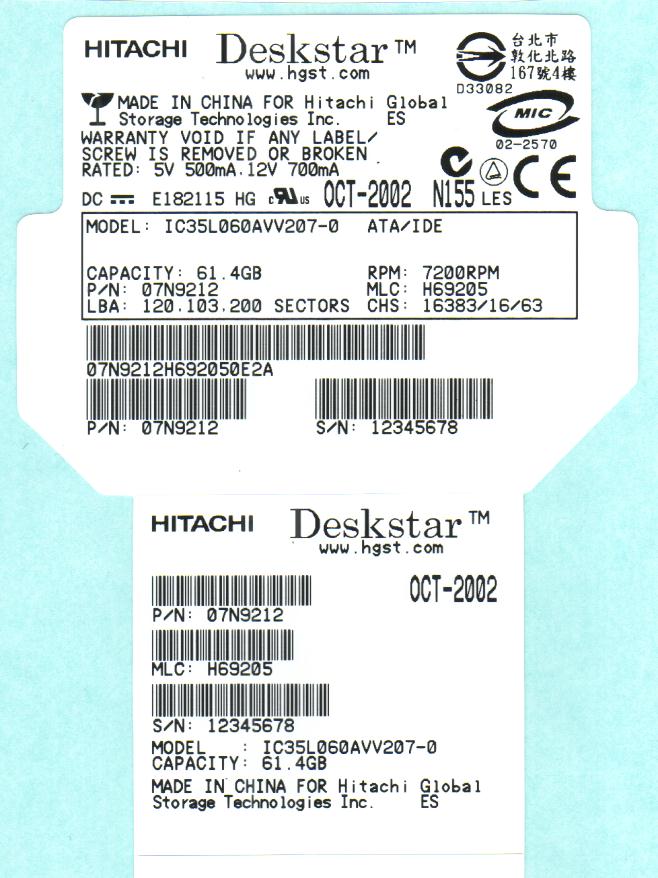 HITACHI Deskstar™
www.hgst.com
台北市
敦化北路
167號4樓
D33082
MADE IN CHINA FOR Hitachi Global
Storage Technologies Inc. ES
MIC
02-2570
WARRANTY VOID IF ANY LABEL/
SCREW IS REMOVED OR BROKEN
RATED: 5V 500mA.12V 700mA
DC E182115 HG c RU us OCT-2002 N155 LES CE
MODEL: IC35L060AVV207-0 ATA/IDE
CAPACITY: 61.4GB RPM: 7200RPM
P/N: 07N9212 MLC: H69205
LBA: 120.103.200 SECTORS CHS: 16383/16/63
07N9212H692050E2A
P/N: 07N9212 S/N: 12345678
HITACHI Deskstar™
www.hgst.com
OCT-2002
P/N: 07N9212
MLC: H69205
S/N: 12345678
MODEL : IC35L060AVV207-0
CAPACITY: 61.4GB
MADE IN CHINA FOR Hitachi Global
Storage Technologies Inc. ES